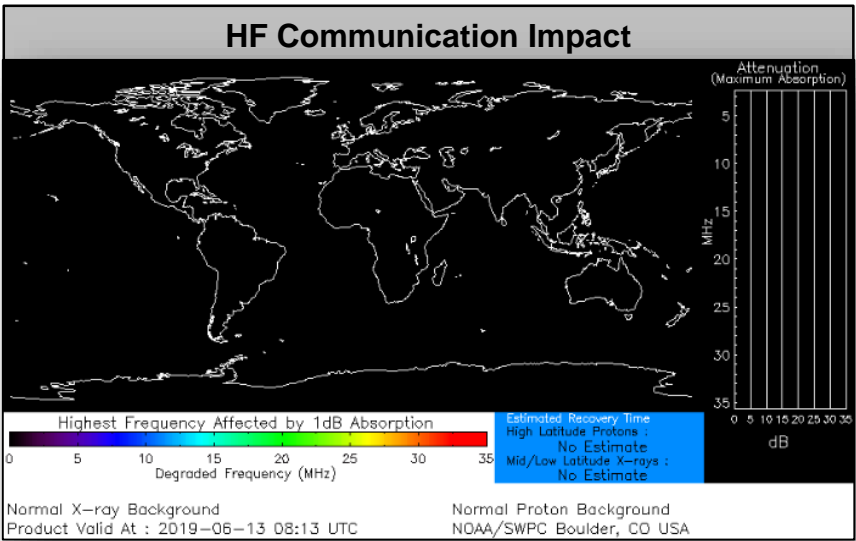 HF Communication Impact
Attenuation
(Maximum Absorption)
5
10
15
20
25
30
35
MHz
0 5 10 15 20 25 30 35
dB
Highest Frequency Affected by 1dB Absorption
0 5 10 15 20 25 30 35
Degraded Frequency (MHz)
Estimated Recovery Time
High Latitude Protons :
No Estimate
Mid/Low Latitude X-rays :
No Estimate
Normal X-ray Background
Normal Proton Background
Product Valid At : 2019-06-13 08:13 UTC
NOAA/SWPC Boulder, CO USA